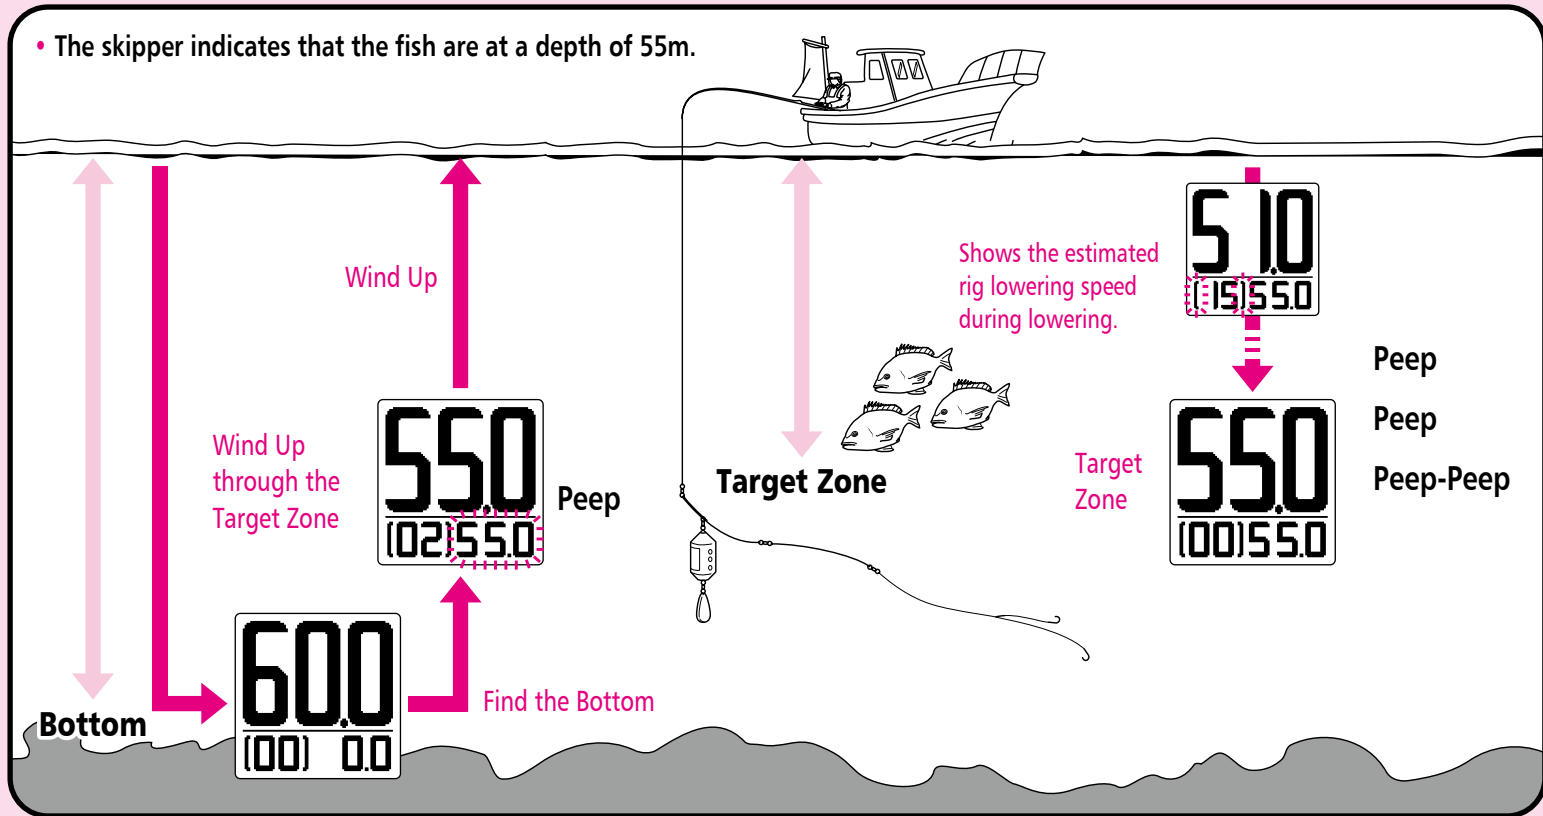 • The skipper indicates that the fish are at a depth of 55m.
Wind Up
Wind Up
through the
Target Zone
55.0
(02)55.0
Peep
60.0
(00) 0.0
Find the Bottom
Bottom
Target Zone
Shows the estimated
rig lowering speed
during lowering.
51.0
(15)55.0
Target
Zone
55.0
(00)55.0
Peep
Peep
Peep-Peep